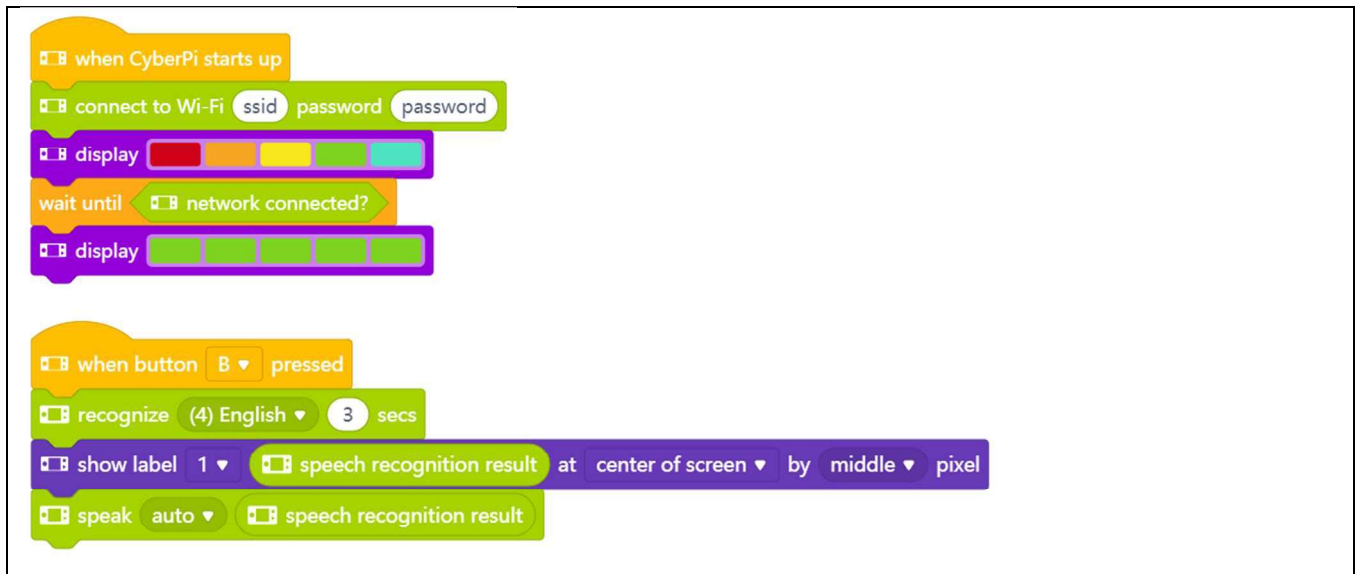 when CyberPi starts up
connect to Wi-Fi ssid password password
display
wait until network connected?
display
when button B pressed
recognize (4) English 3 secs
show label 1 speech recognition result at center of screen by middle pixel
speak auto speech recognition result